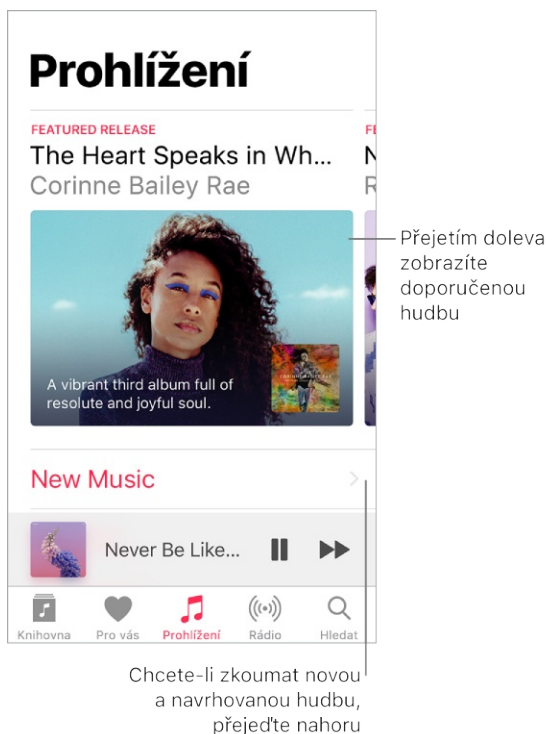 Prohlížení
FEATURED RELEASE
The Heart Speaks in Wh...
Corinne Bailey Rae
A vibrant third album full of
resolute and joyful soul.
Přejetím doleva
zobrazíte
doporučenou
hudbu
New Music
Never Be Like...
Knihovna
Pro vás
Prohlížení
Rádio
Hledat
Chcete-li zkoumat novou
a navrhovanou hudbu,
přejeďte nahoru